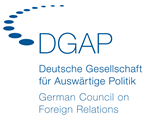 DGAP
Deutsche Gesellschaft
für Auswärtige Politik
German Council on
Foreign Relations